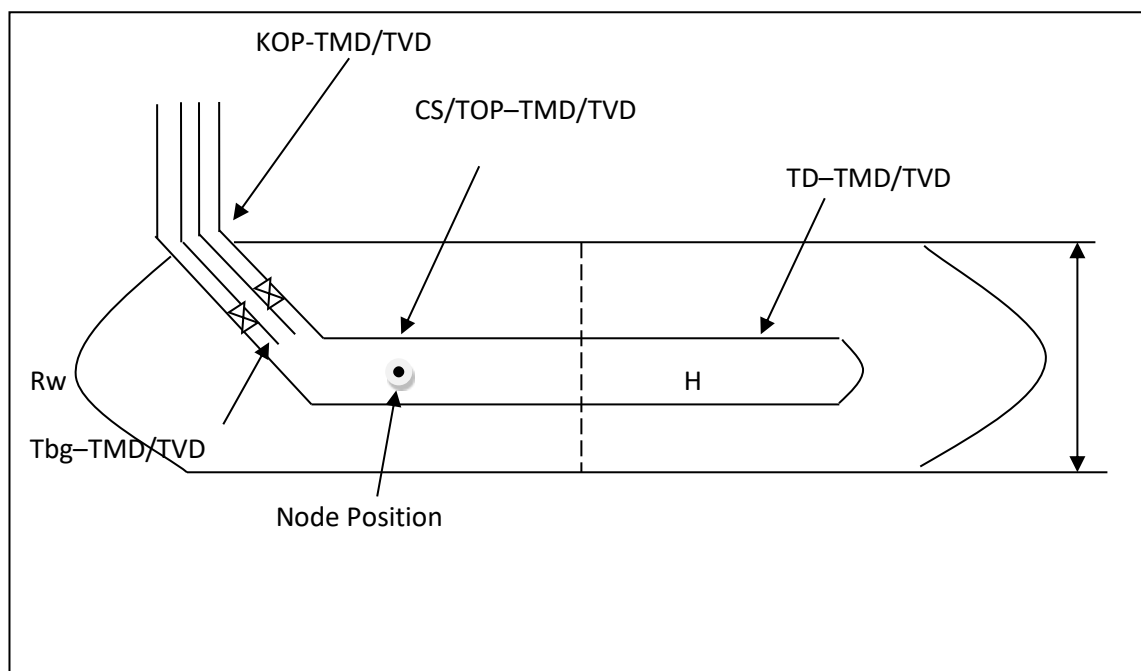 KOP-TMD/TVD
CS/TOP–TMD/TVD
TD–TMD/TVD
Rw
H
Tbg–TMD/TVD
Node Position